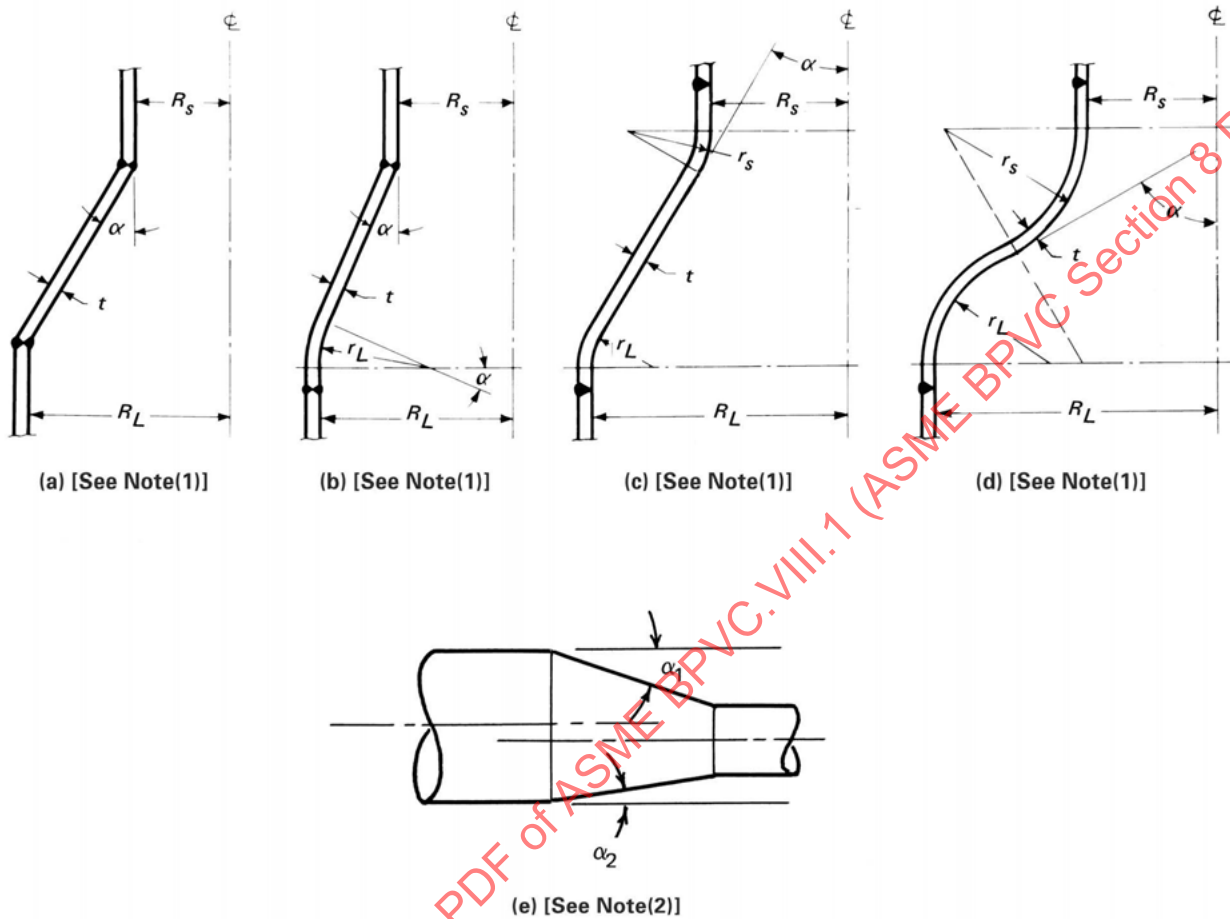 ℄
℄
℄
℄
R_s
R_s
R_s
R_s
α
α
α
α
r_s
r_s
t
t
t
t
r_L
α
r_L
r_L
R_L
R_L
R_L
R_L
(a) [See Note(1)]
(b) [See Note(1)]
(c) [See Note(1)]
(d) [See Note(1)]
α1
α2
(e) [See Note(2)]
PDF of ASME BPVC.VIII.1 (ASME BPVC Section 8